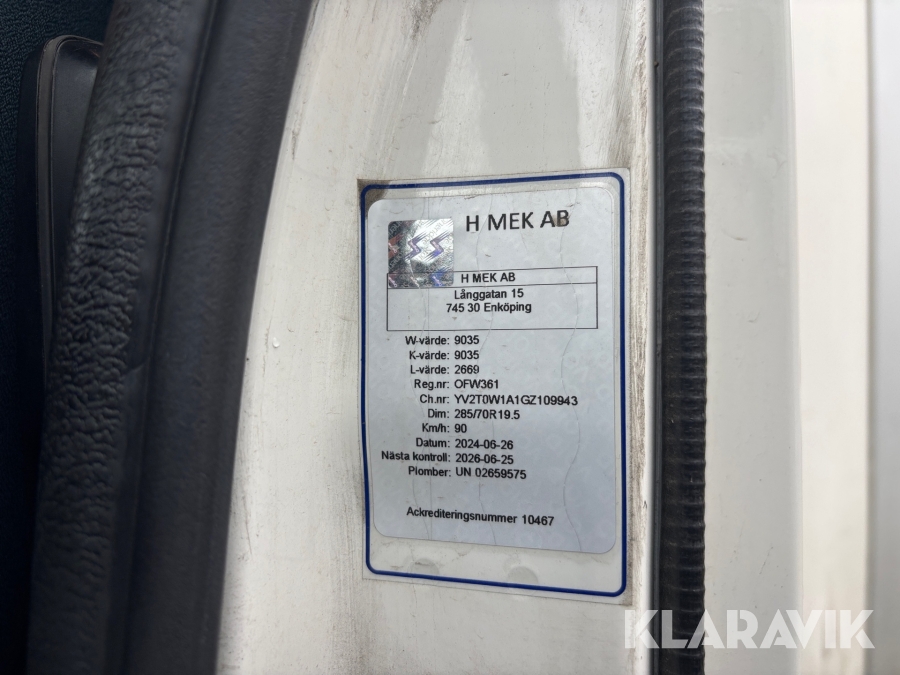 H MEK AB
H MEK AB
Långgatan 15
745 30 Enköping
W-värde: 9035
K-värde: 9035
L-värde: 2669
Reg.nr: OFW361
Ch.nr: YV2T0W1A1GZ109943
Dim: 285/70R19.5
Km/h: 90
Datum: 2024-06-26
Nästa kontroll: 2026-06-25
Plomber: UN 02659575
Ackrediteringsnummer 10467
KLARAVIK